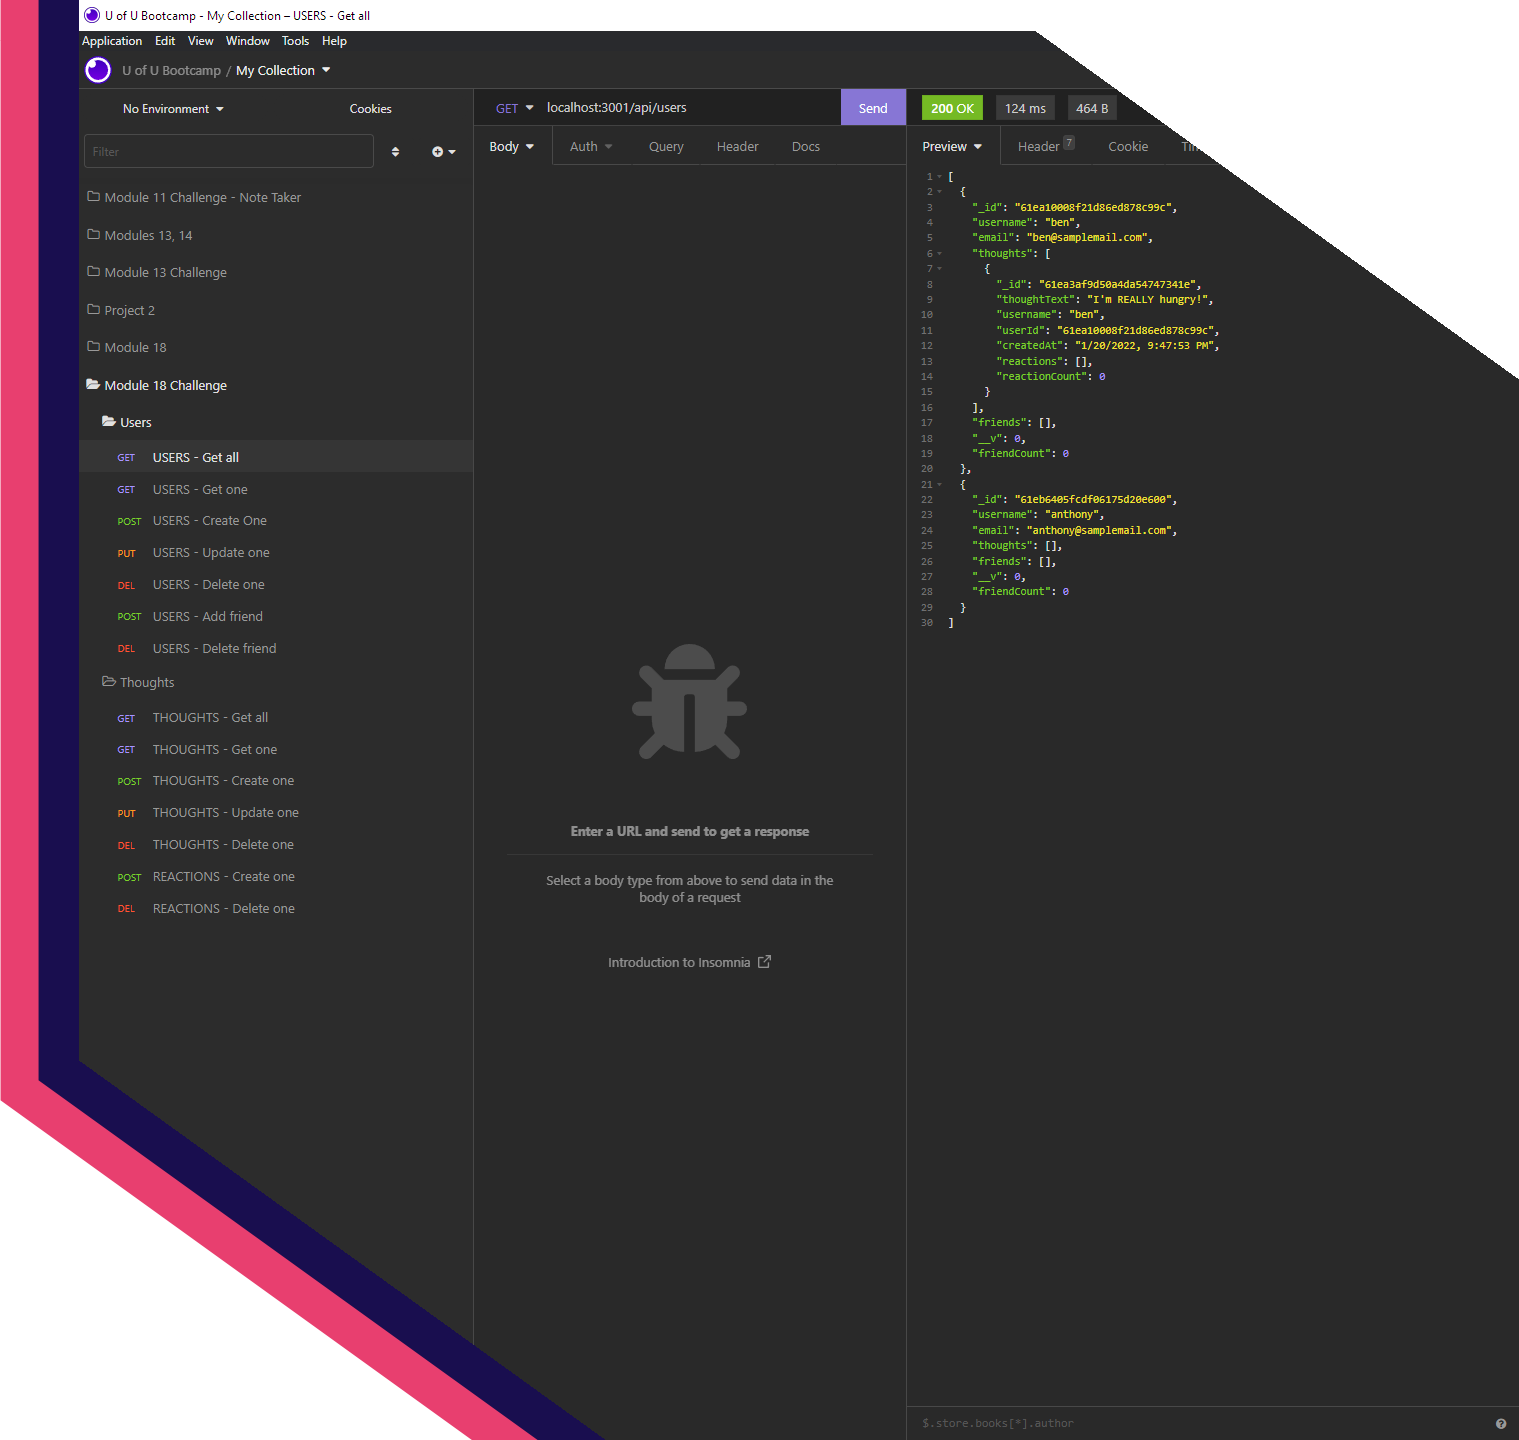 U of U Bootcamp - My Collection – USERS - Get all
Application Edit View Window Tools Help
U of U Bootcamp / My Collection
No Environment Cookies
Filter
Module 11 Challenge - Note Taker
Modules 13, 14
Module 13 Challenge
Project 2
Module 18
Module 18 Challenge
Users
GET USERS - Get all
GET USERS - Get one
POST USERS - Create One
PUT USERS - Update one
DEL USERS - Delete one
POST USERS - Add friend
DEL USERS - Delete friend
Thoughts
GET THOUGHTS - Get all
GET THOUGHTS - Get one
POST THOUGHTS - Create one
PUT THOUGHTS - Update one
DEL THOUGHTS - Delete one
POST REACTIONS - Create one
DEL REACTIONS - Delete one
GET localhost:3001/api/users Send
Body Auth Query Header Docs
Enter a URL and send to get a response
Select a body type from above to send data in the
body of a request
Introduction to Insomnia
200 OK 124 ms 464 B
Preview Header 7 Cookie
1 [
2 {
3 "_id": "61ea10008f21d86ed878c99c",
4 "username": "ben",
5 "email": "ben@samplemail.com",
6 "thoughts": [
7 {
8 "_id": "61ea3af9d50a4da54747341e",
9 "thoughtText": "I'm REALLY hungry!",
10 "username": "ben",
11 "userId": "61ea10008f21d86ed878c99c",
12 "createdAt": "1/20/2022, 9:47:53 PM",
13 "reactions": [],
14 "reactionCount": 0
15 }
16 ],
17 "friends": [],
18 "__v": 0,
19 "friendCount": 0
20 },
21 {
22 "_id": "61eb6405fcdf06175d20e600",
23 "username": "anthony",
24 "email": "anthony@samplemail.com",
25 "thoughts": [],
26 "friends": [],
27 "__v": 0,
28 "friendCount": 0
29 }
30 ]
$.store.books[*].author